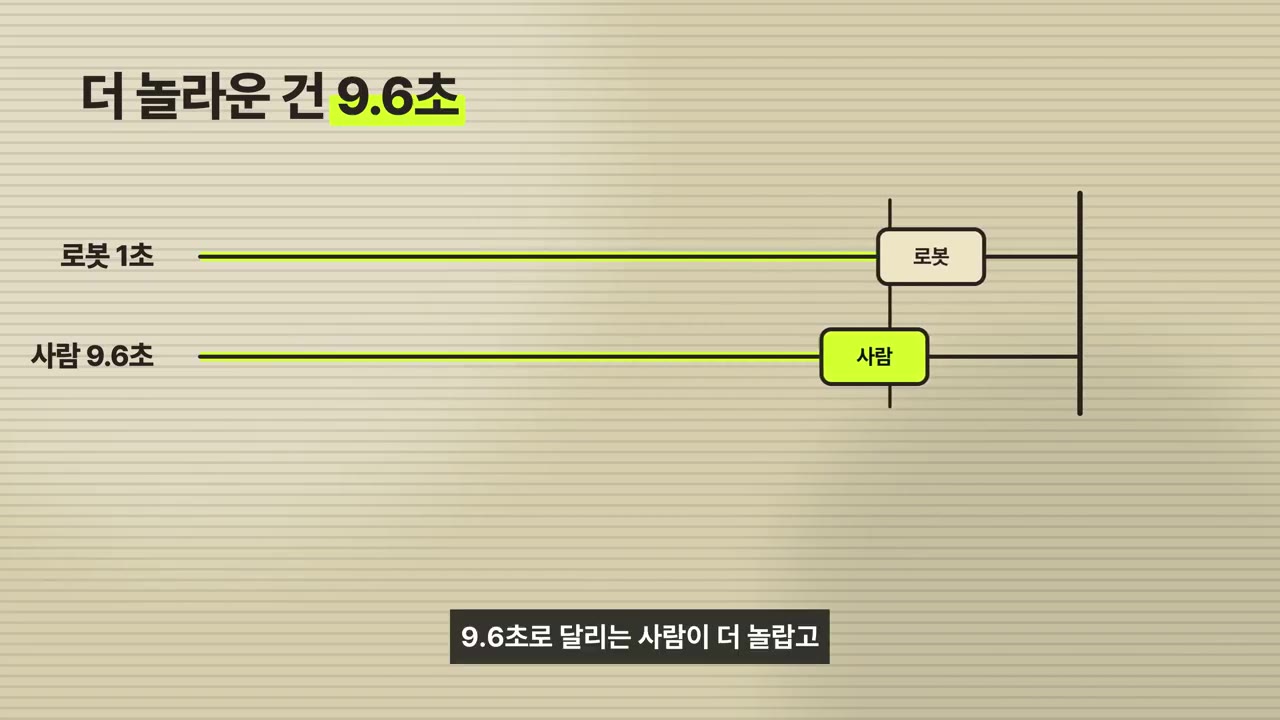 더 놀라운 건 9.6초
로봇 1초
로봇
사람 9.6초
사람
9.6초로 달리는 사람이 더 놀랍고